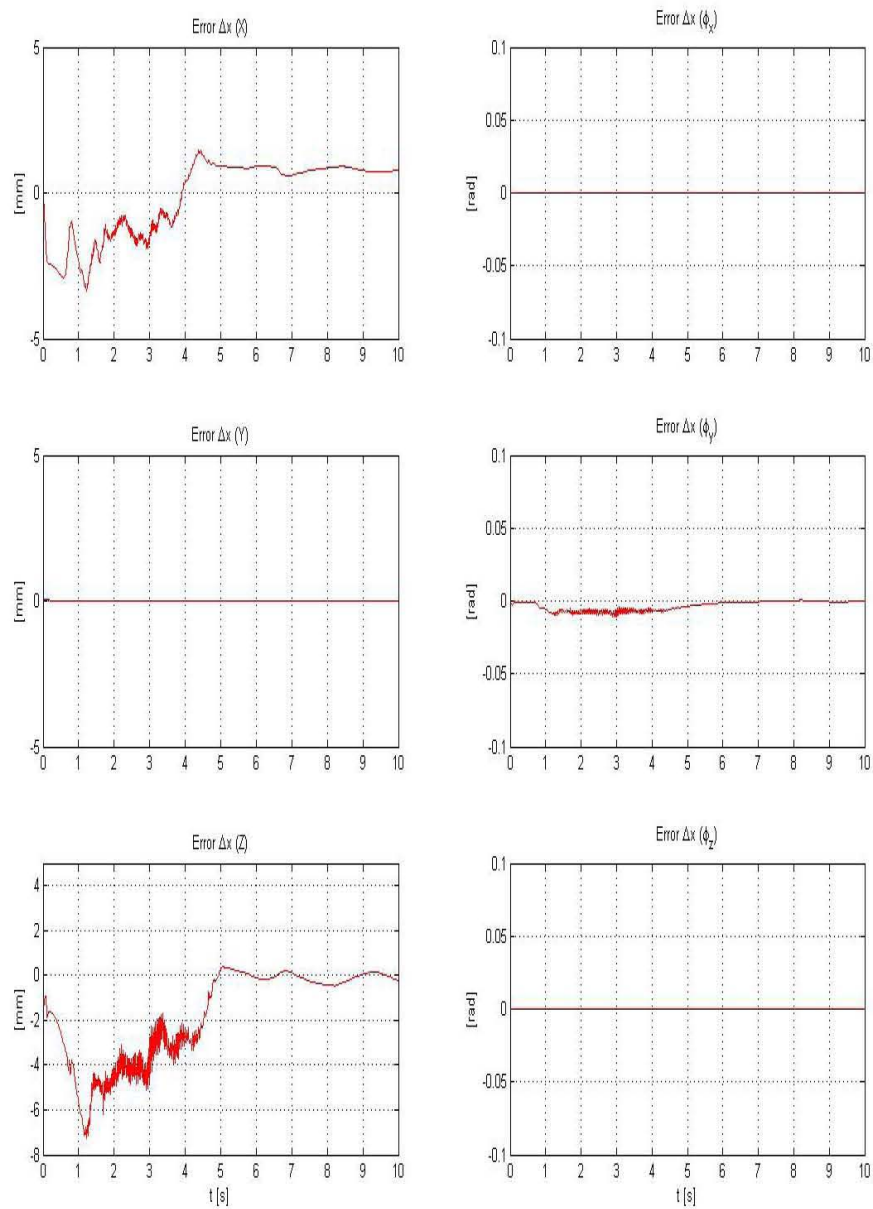 Error Δx (X)
5
0
-5
[mm]
0 1 2 3 4 5 6 7 8 9 10
Error Δx (ϕx)
0.1
0.05
0
-0.05
-0.1
[rad]
0 1 2 3 4 5 6 7 8 9 10
Error Δx (Y)
5
0
-5
[mm]
0 1 2 3 4 5 6 7 8 9 10
Error Δx (ϕy)
0.1
0.05
0
-0.05
-0.1
[rad]
0 1 2 3 4 5 6 7 8 9 10
Error Δx (Z)
4
2
0
-2
-4
-6
-8
[mm]
0 1 2 3 4 5 6 7 8 9 10
t [s]
Error Δx (ϕz)
0.1
0.05
0
-0.05
-0.1
[rad]
0 1 2 3 4 5 6 7 8 9 10
t [s]